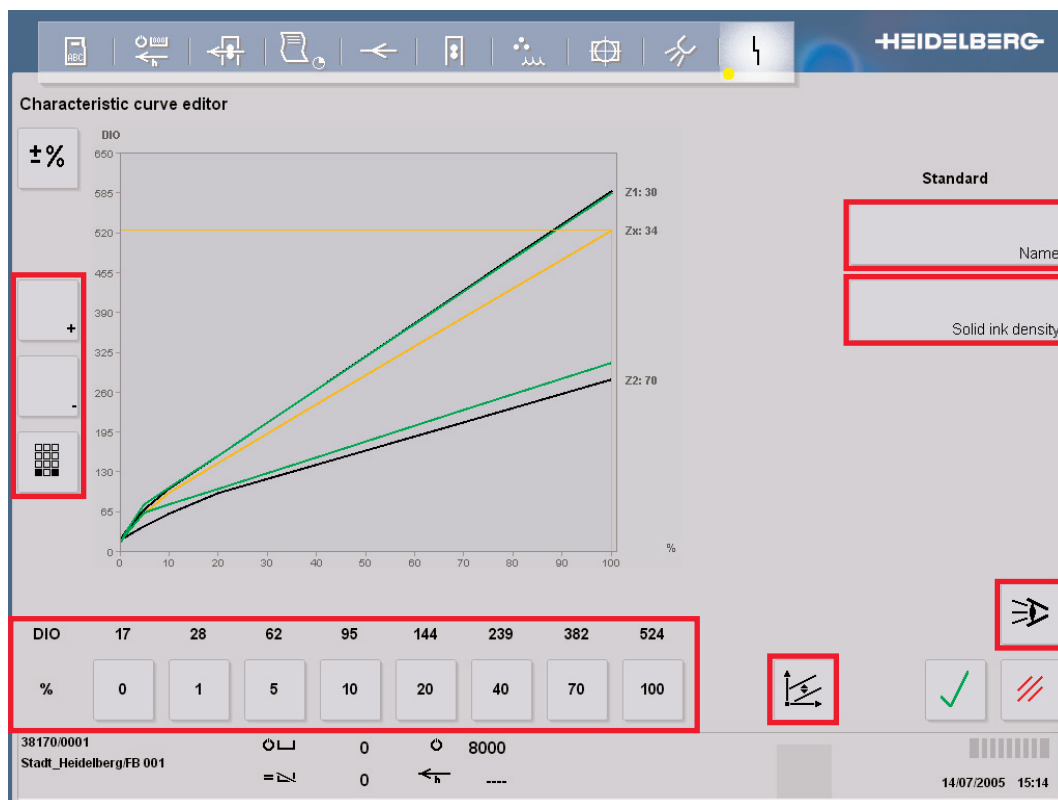 ABC
h
HEIDELBERG
Characteristic curve editor
±%
DIO
650
585
520
455
390
325
260
195
130
65
0
0 10 20 30 40 50 60 70 80 90 100
%
Z1: 30
Zx: 34
Z2: 70
+
-
Standard
Name
Solid ink density
DIO 17 28 62 95 144 239 382 524
% 0 1 5 10 20 40 70 100
38170/0001
Stadt_Heidelberg/FB 001
0 8000
= 0 h ----
14/07/2005 15:14